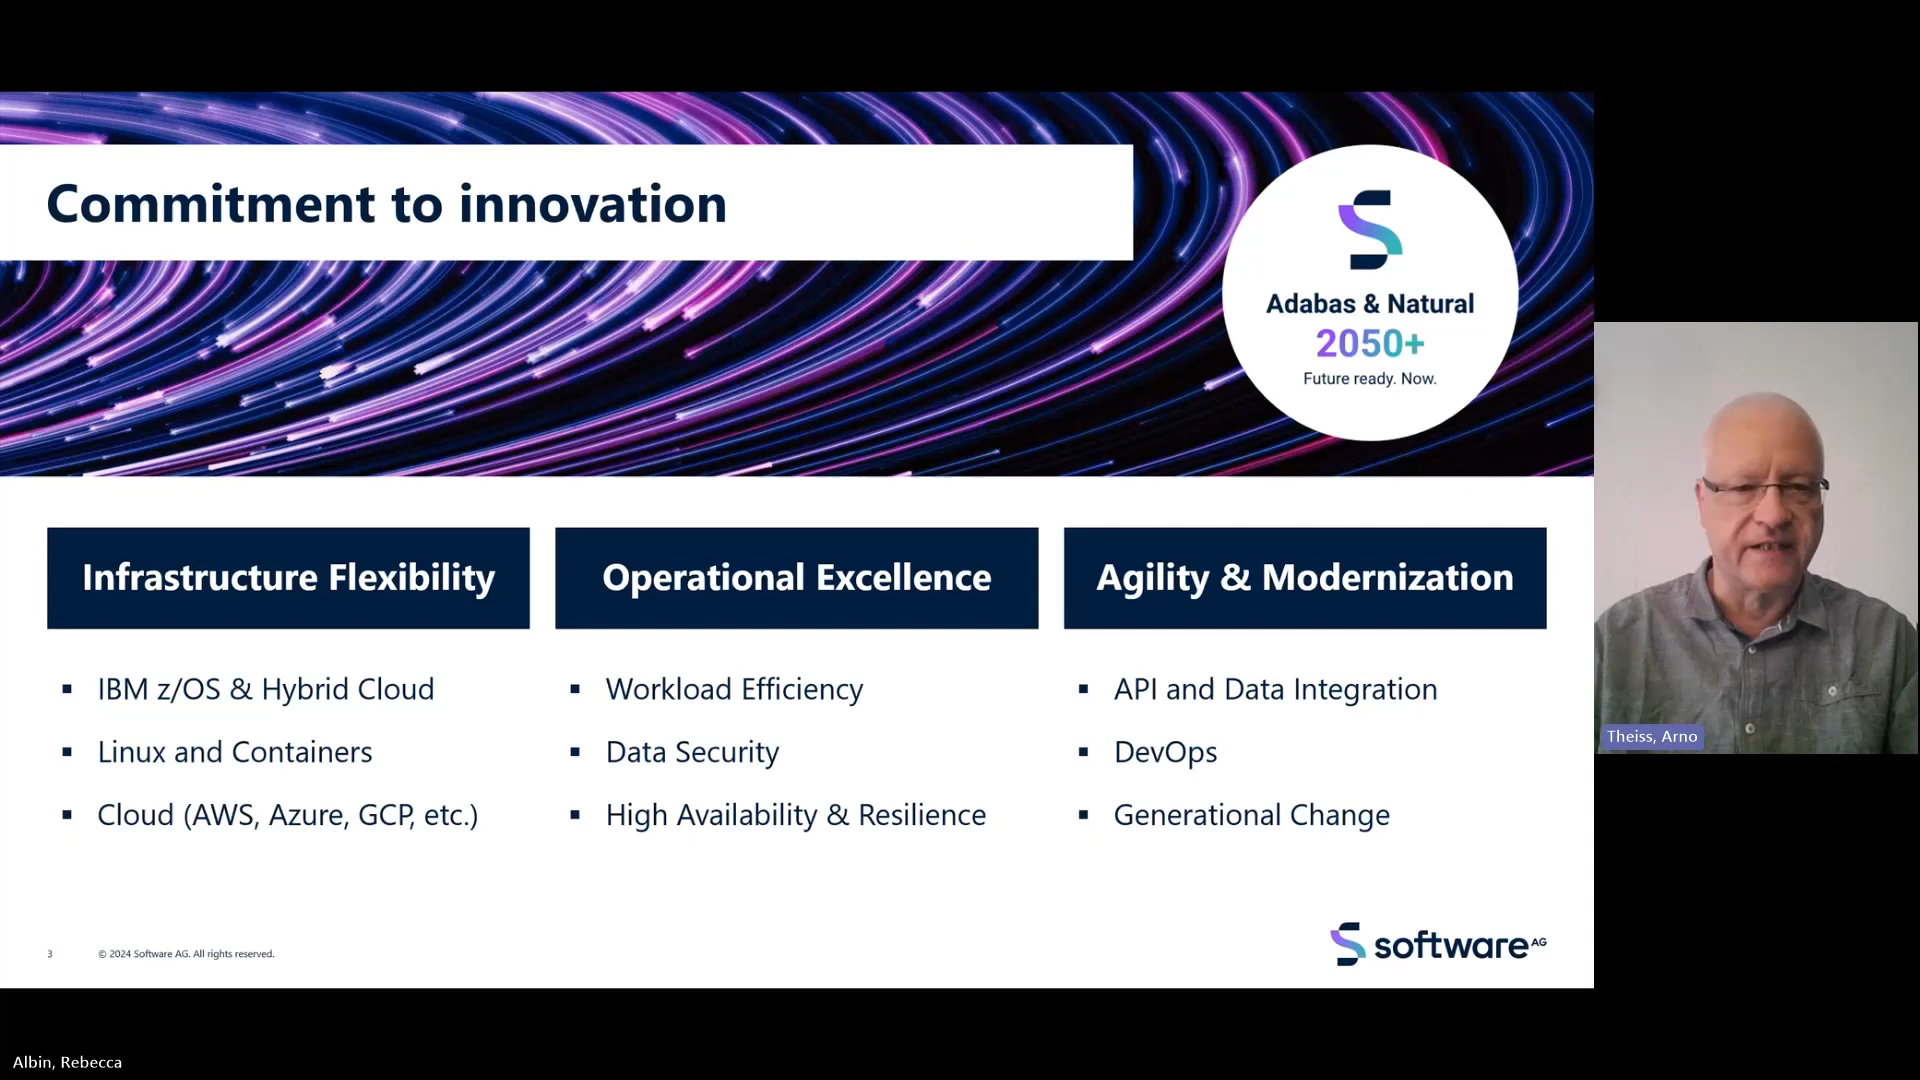 Commitment to innovation
Adabas & Natural
2050+
Future ready. Now.
Infrastructure Flexibility
▪ IBM z/OS & Hybrid Cloud
▪ Linux and Containers
▪ Cloud (AWS, Azure, GCP, etc.)
Operational Excellence
▪ Workload Efficiency
▪ Data Security
▪ High Availability & Resilience
Agility & Modernization
▪ API and Data Integration
▪ DevOps
▪ Generational Change
3 © 2024 Software AG. All rights reserved.
software AG
Theiss, Arno
Albin, Rebecca